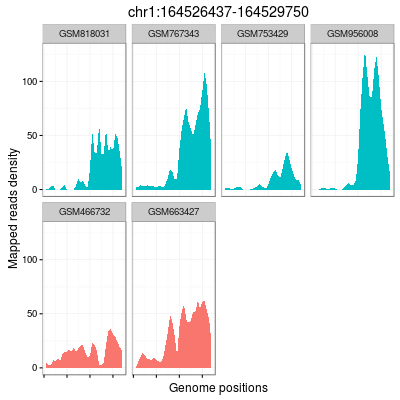 chr1:164526437-164529750
GSM818031 GSM767343 GSM753429 GSM956008
100
50
0
GSM466732 GSM663427
100
50
0
Mapped reads density
Genome positions